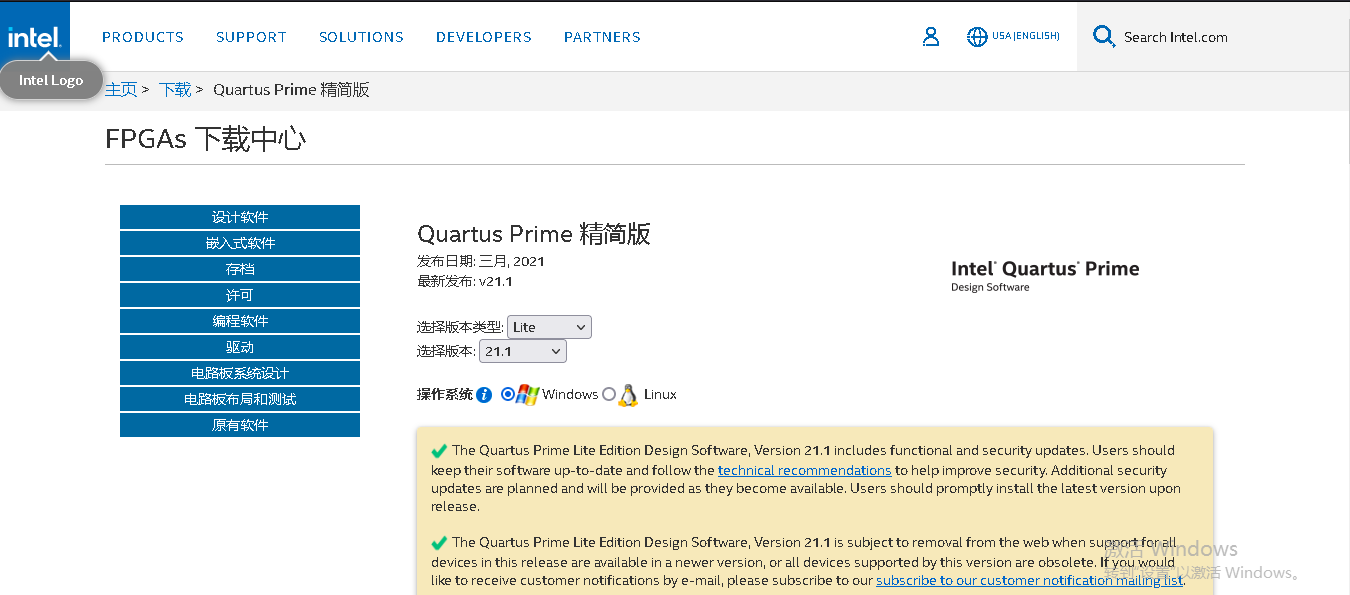 intel.
PRODUCTS SUPPORT SOLUTIONS DEVELOPERS PARTNERS
USA(ENGLISH)
Search Intel.com
Intel Logo
主页 > 下载 > Quartus Prime 精简版
FPGAs 下载中心
设计软件
嵌入式软件
存档
许可
编程软件
驱动
电路板系统设计
电路板布局和测试
原有软件
Quartus Prime 精简版
发布日期: 三月, 2021
最新发布: v21.1
Intel® Quartus® Prime
Design Software
选择版本类型: Lite
选择版本: 21.1
操作系统 i Windows Linux
The Quartus Prime Lite Edition Design Software, Version 21.1 includes functional and security updates. Users should
keep their software up-to-date and follow the technical recommendations to help improve security. Additional security
updates are planned and will be provided as they become available. Users should promptly install the latest version upon
release.
The Quartus Prime Lite Edition Design Software, Version 21.1 is subject to removal from the web when support for all
devices in this release are available in a newer version, or all devices supported by this version are obsolete. If you would
like to receive customer notifications by e-mail, please subscribe to our subscribe to our customer notification mailing list.
激活 Windows
转到"设置"以激活 Windows。